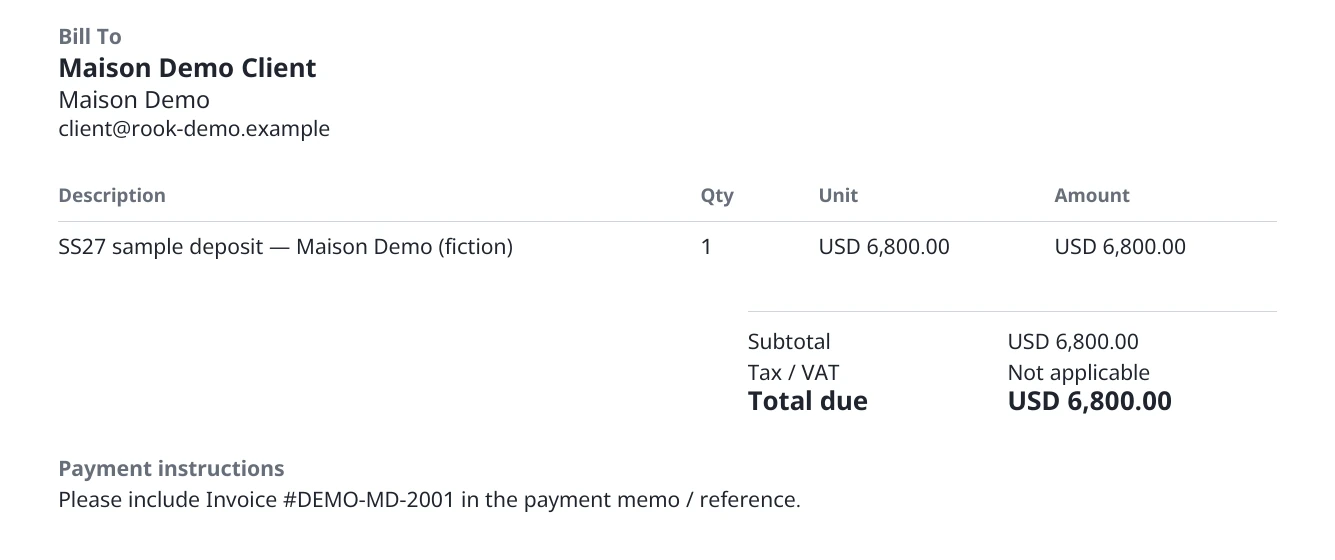 Bill To
Maison Demo Client
Maison Demo
client@rook-demo.example
Description Qty Unit Amount
SS27 sample deposit — Maison Demo (fiction) 1 USD 6,800.00 USD 6,800.00
Subtotal USD 6,800.00
Tax / VAT Not applicable
Total due USD 6,800.00
Payment instructions
Please include Invoice #DEMO-MD-2001 in the payment memo / reference.